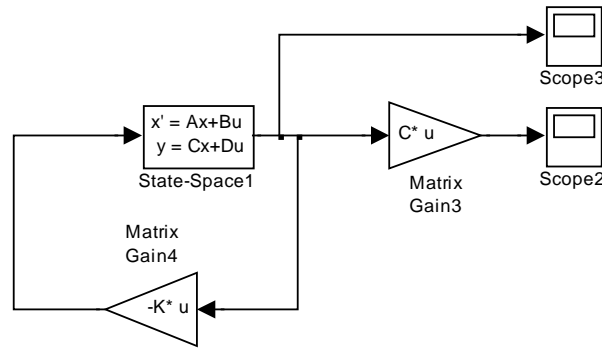 Scope3
x' = Ax+Bu
y = Cx+Du
State-Space1
C* u
Matrix
Gain3
Scope2
Matrix
Gain4
-K* u